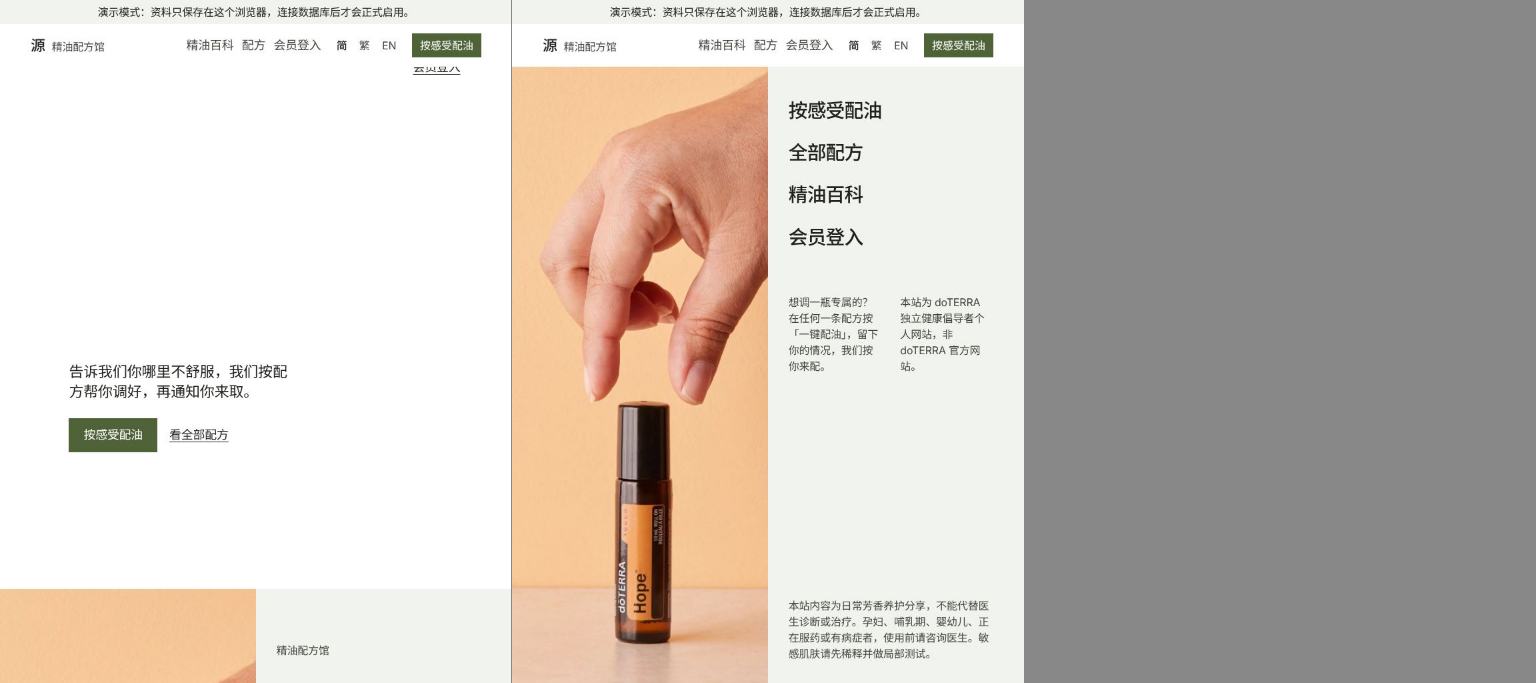 演示模式：资料只保存在这个浏览器，连接数据库后才会正式启用。
源 精油配方馆 精油百科 配方 会员登入 简 繁 EN 按感受配油
会员登入
告诉我们你哪里不舒服，我们按配
方帮你调好，再通知你来取。
按感受配油 看全部配方
精油配方馆
演示模式：资料只保存在这个浏览器，连接数据库后才会正式启用。
源 精油配方馆 精油百科 配方 会员登入 简 繁 EN 按感受配油
按感受配油
全部配方
精油百科
会员登入
想调一瓶专属的？
在任何一条配方按
「一键配油」，留下
你的情况，我们按
你来配。
本站为 doTERRA
独立健康倡导者个
人网站，非
doTERRA 官方网
站。
doTERRA
Hope
本站内容为日常芳香养护分享，不能代替医
生诊断或治疗。孕妇、哺乳期、婴幼儿、正
在服药或有病症者，使用前请咨询医生。敏
感肌肤请先稀释并做局部测试。